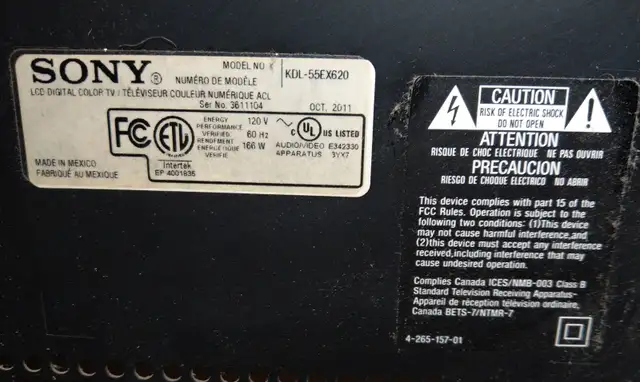 SONY®
MODEL NO
NUMÉRO DE MODÈLE
KDL-55EX620
LCD DIGITAL COLOR TV / TÉLÉVISEUR COULEUR NUMÉRIQUE ACL
Ser No. 3611104
OCT. 2011
FC
ETL
Intertek
EP 4001835
ENERGY
PERFORMANCE
VERIFIED
RENDEMENT
ENERGETIQUE
VERIFIÉ
120 V ~
60 Hz
166 W
UL ® US LISTED
AUDIO/VIDEO E342330
APPARATUS 3YX7
MADE IN MEXICO
FABRIQUÉ AU MEXIQUE
CAUTION
RISK OF ELECTRIC SHOCK
DO NOT OPEN
ATTENTION
RISQUE DE CHOC ELECTRIQUE NE PAS OUVRIR
PRECAUCION
RIESGO DE CHOQUE ELECTRICO NO ABRIR
This device complies with part 15 of the
FCC Rules. Operation is subject to the
following two conditions: (1)This device
may not cause harmful interference,and
(2)this device must accept any interference
received,including interference that may
cause undesired operation.
Complies Canada ICES/NMB-003 Class B
Standard Television Receiving Apparatus-
Appareil de réception télévision ordinaire.
Canada BETS-7/NTMR-7
4-265-157-01